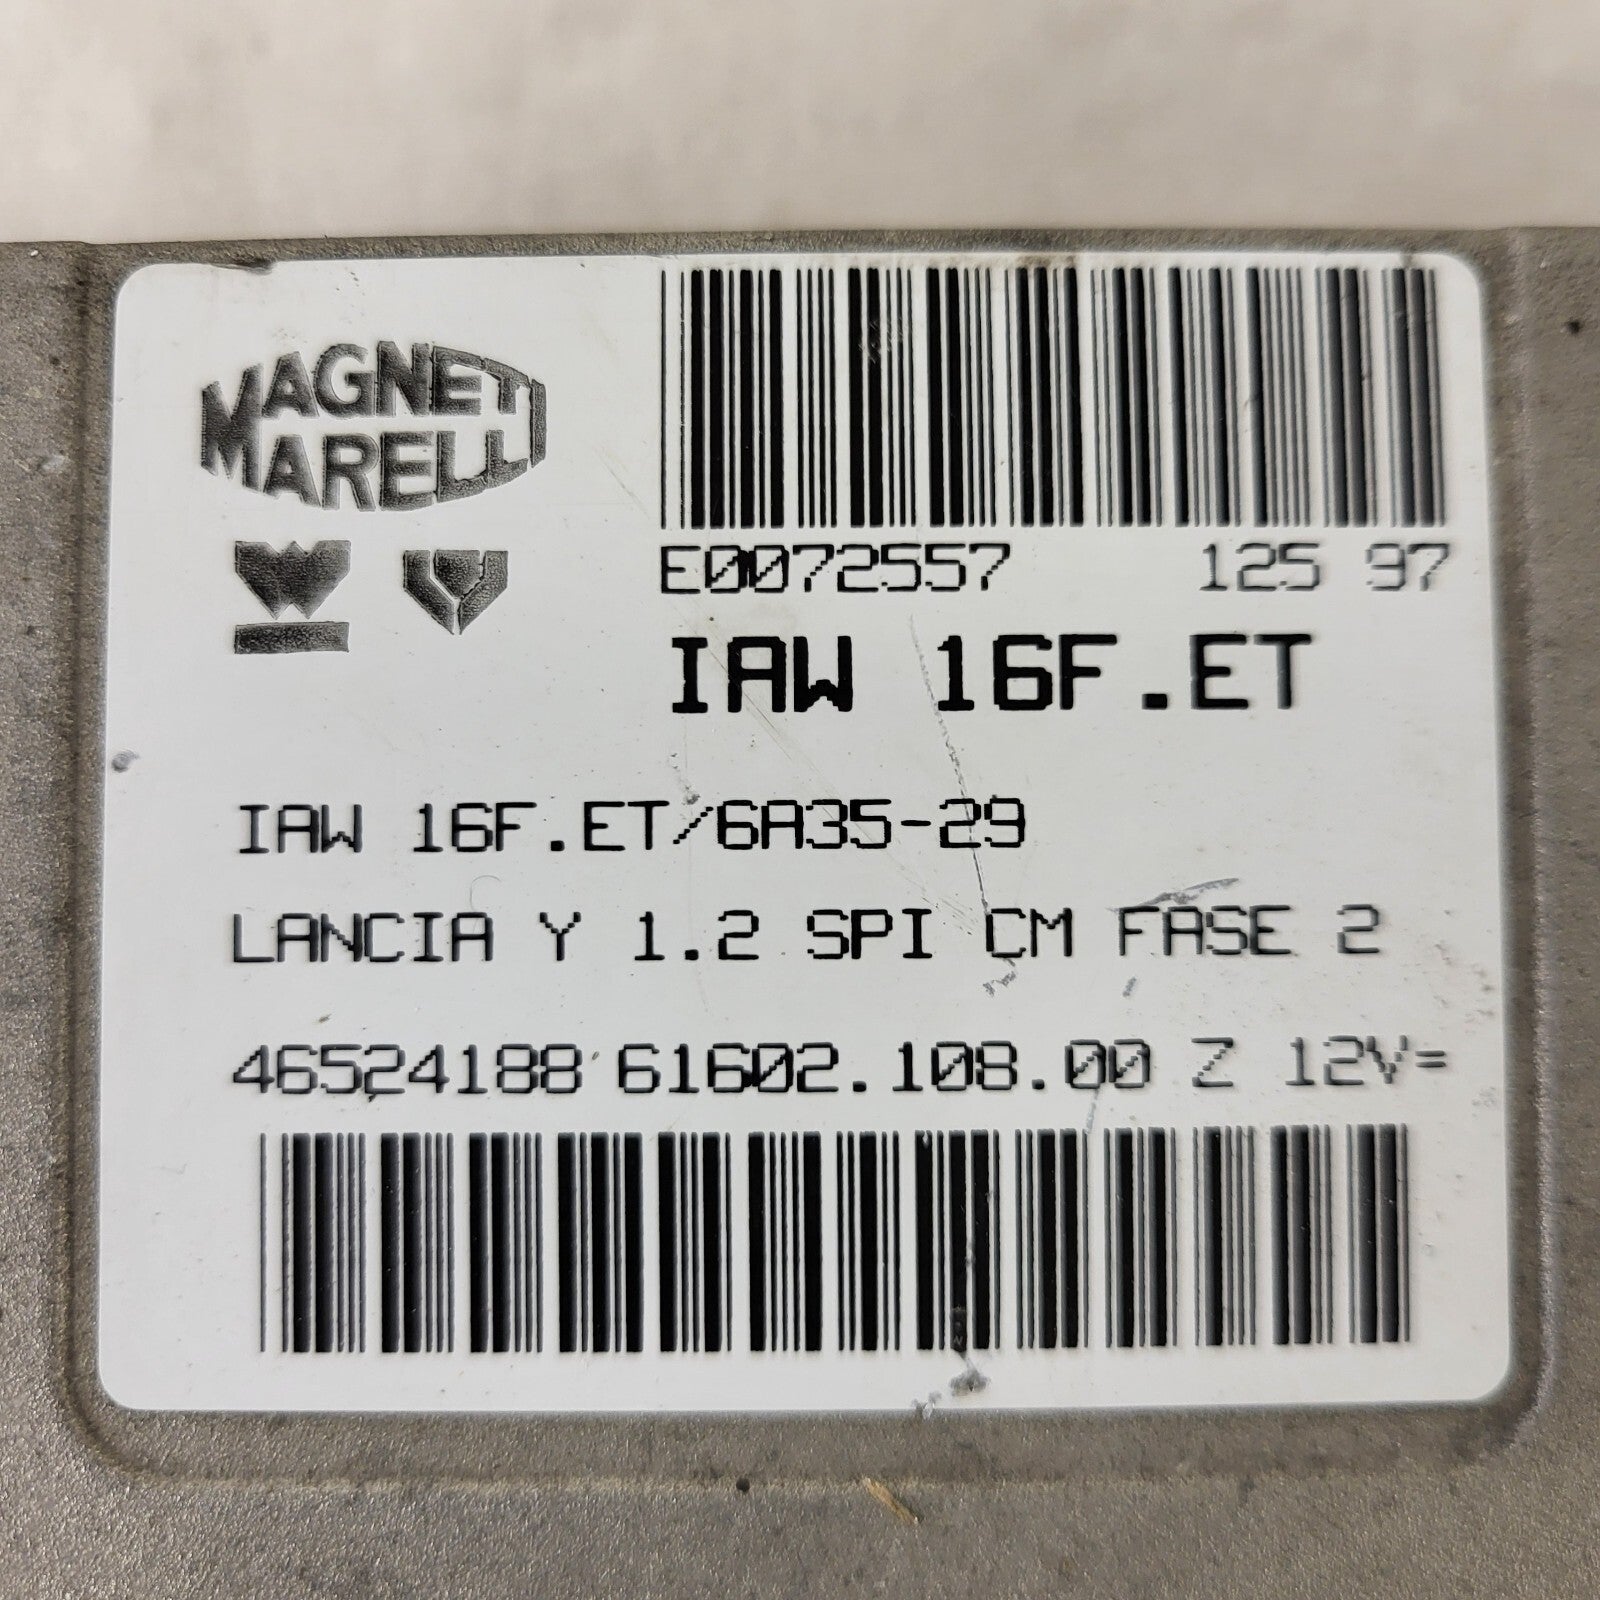 MAGNETI
MARELLI
E0072557 125 97
IAW 16F.ET
IAW 16F.ET/6A35-29
LANCIA Y 1.2 SPI CM FASE 2
46524188 61602.108.00 Z 12V=